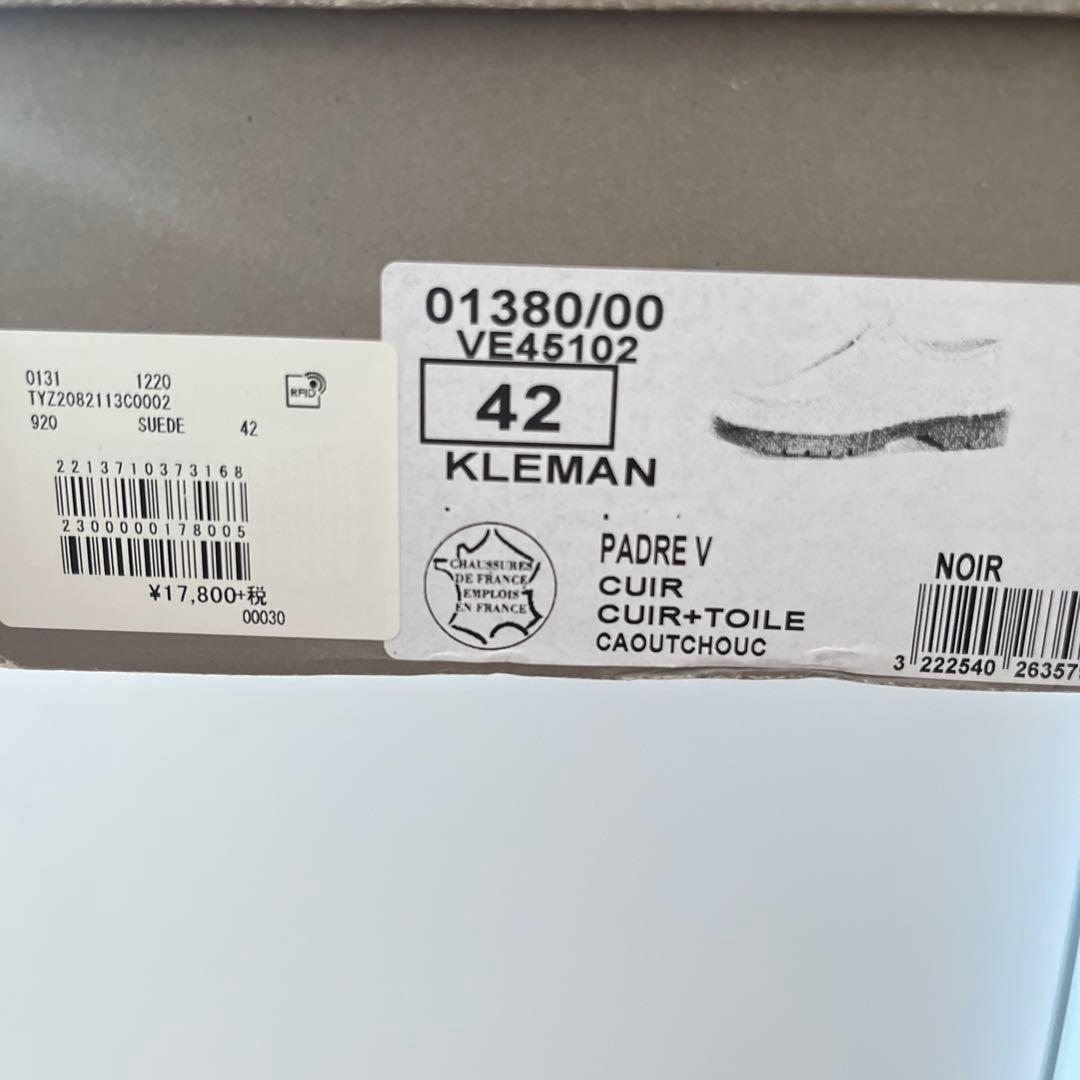 0131 1220
TYZ2082113C0002
920 SUEDE 42
RFID
2213710373168
2300000178005
¥17,800+税
00030
01380/00
VE45102
42
KLEMAN
CHAUSSURES
DE FRANCE
EMPLOIS
EN FRANCE
PADRE V
CUIR
CUIR+TOILE
CAOUTCHOUC
NOIR
3 222540 26357